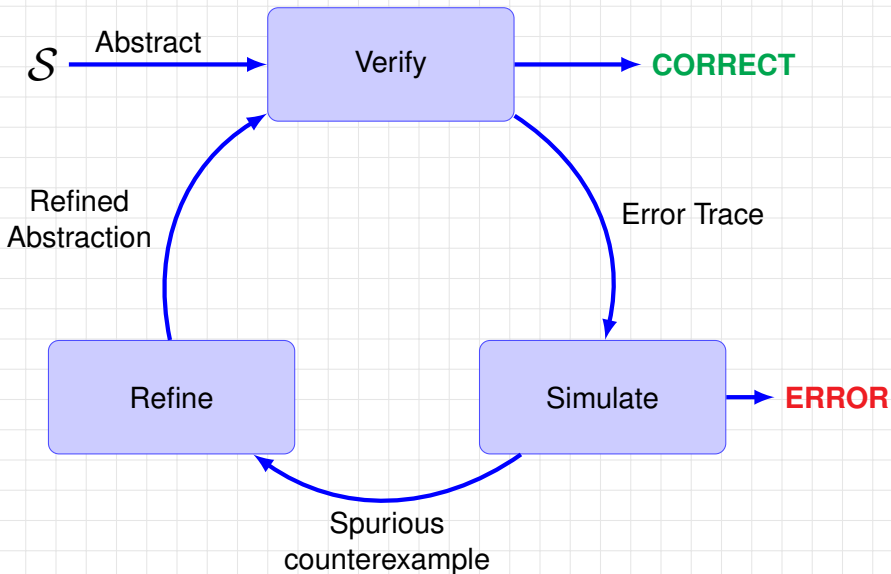 𝒮
Abstract
Verify
CORRECT
Refined
Abstraction
Error Trace
Refine
Simulate
ERROR
Spurious
counterexample